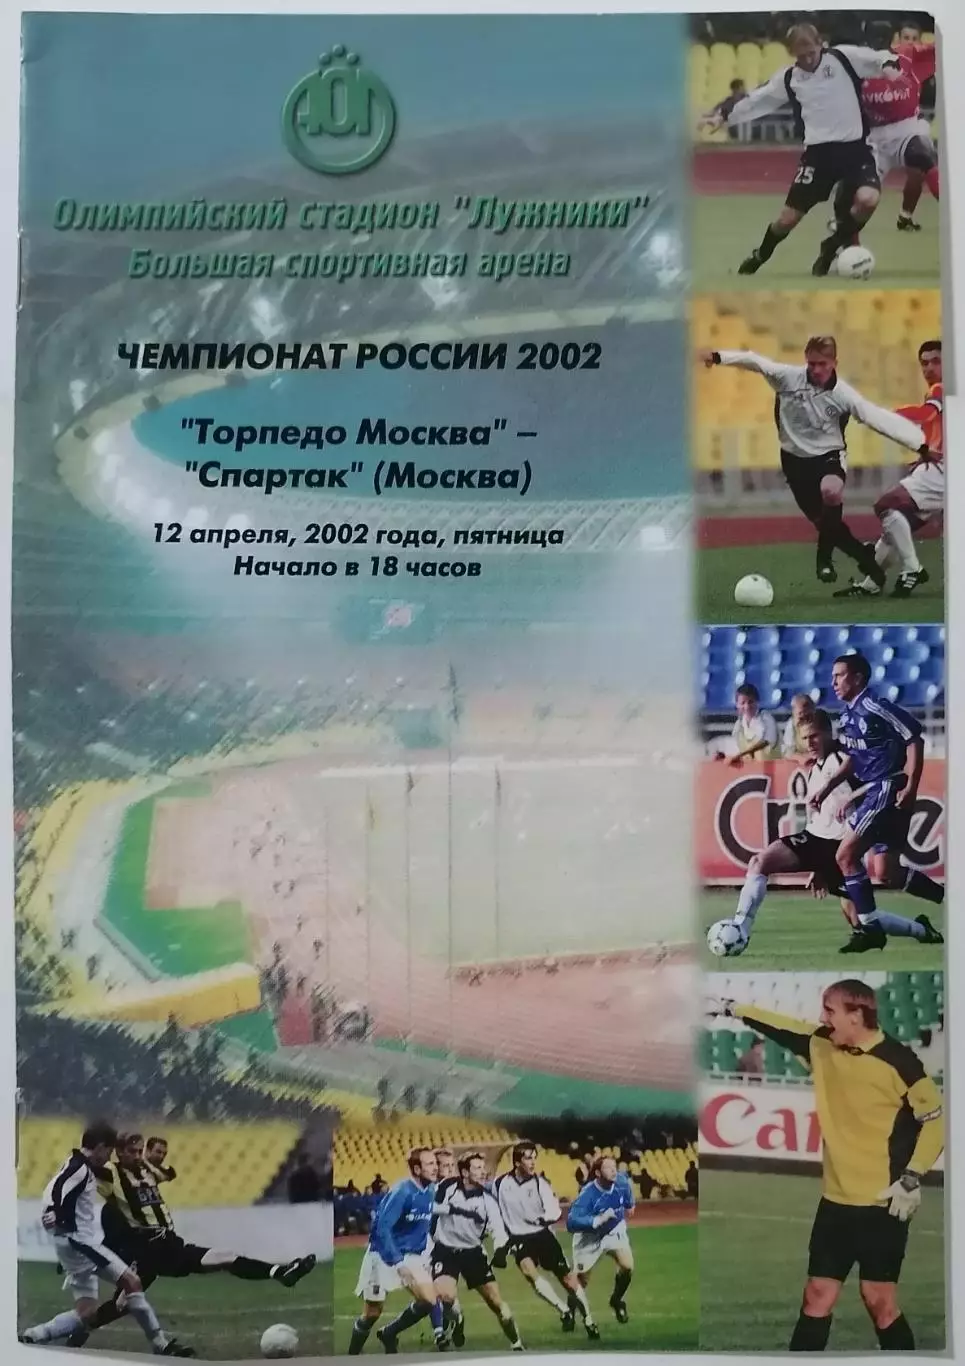 Олимпийский стадион "Лужники"
Большая спортивная арена
ЧЕМПИОНАТ РОССИИ 2002
"Торпедо Москва" –
"Спартак" (Москва)
12 апреля, 2002 года, пятница
Начало в 18 часов
25